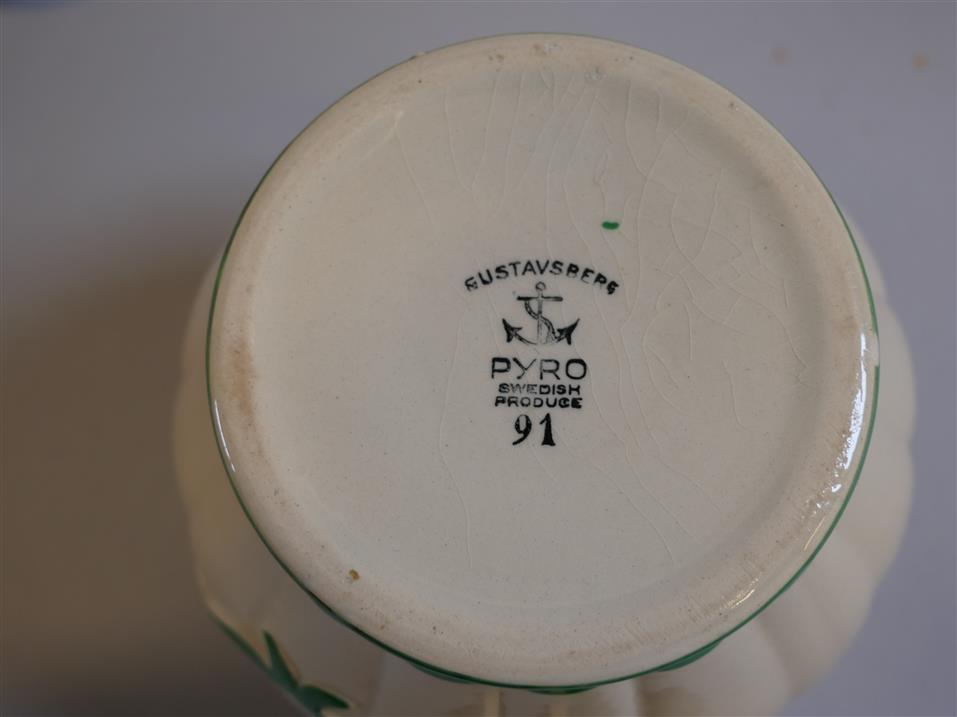 GUSTAVSBERG
PYRO
SWEDISH
PRODUCE
91